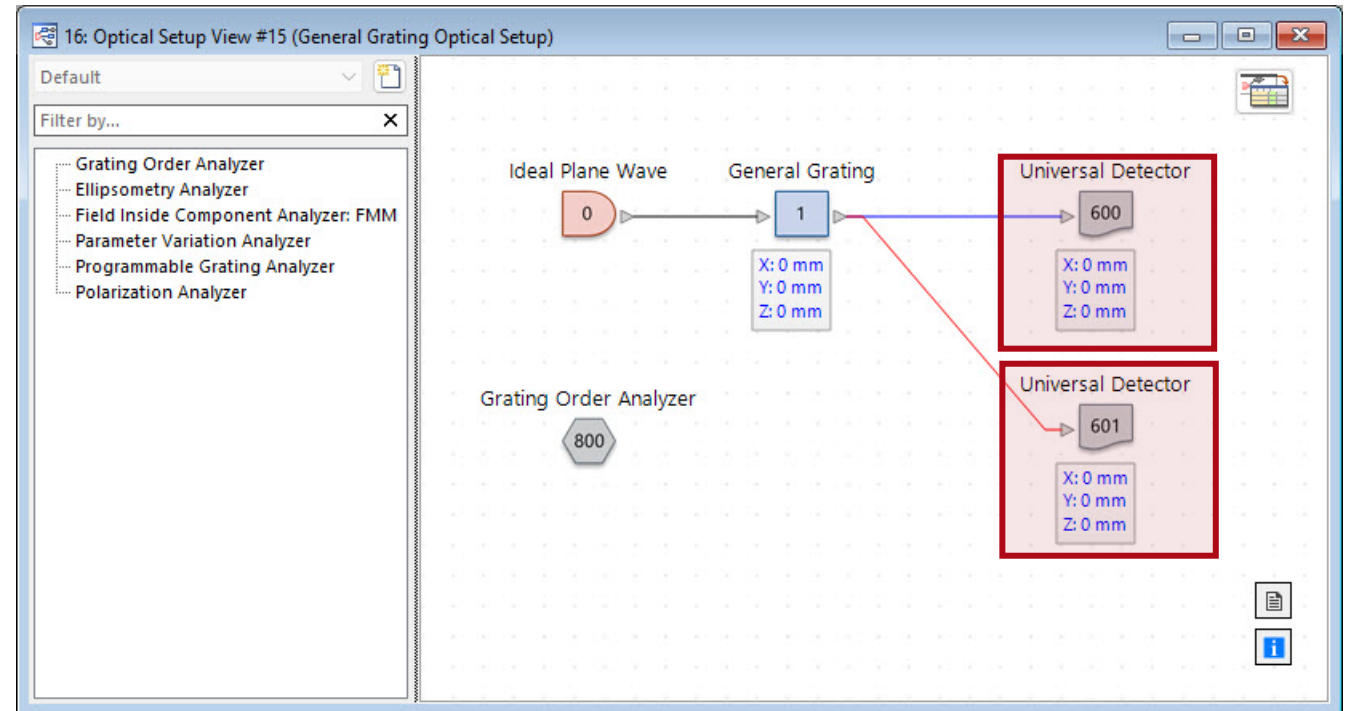 16: Optical Setup View #15 (General Grating Optical Setup)
Default
Filter by...
Grating Order Analyzer
Ellipsometry Analyzer
Field Inside Component Analyzer: FMM
Parameter Variation Analyzer
Programmable Grating Analyzer
Polarization Analyzer
Ideal Plane Wave
0
General Grating
1
X: 0 mm
Y: 0 mm
Z: 0 mm
Universal Detector
600
X: 0 mm
Y: 0 mm
Z: 0 mm
Grating Order Analyzer
800
Universal Detector
601
X: 0 mm
Y: 0 mm
Z: 0 mm